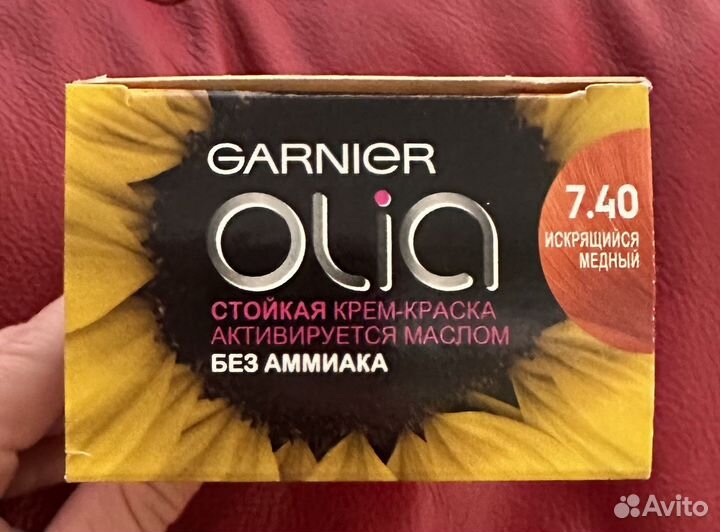 GARNIER
OLia
7.40
ИСКРЯЩИЙСЯ
МЕДНЫЙ
СТОЙКАЯ КРЕМ-КРАСКА
АКТИВИРУЕТСЯ МАСЛОМ
БЕЗ АММИАКА
Avito